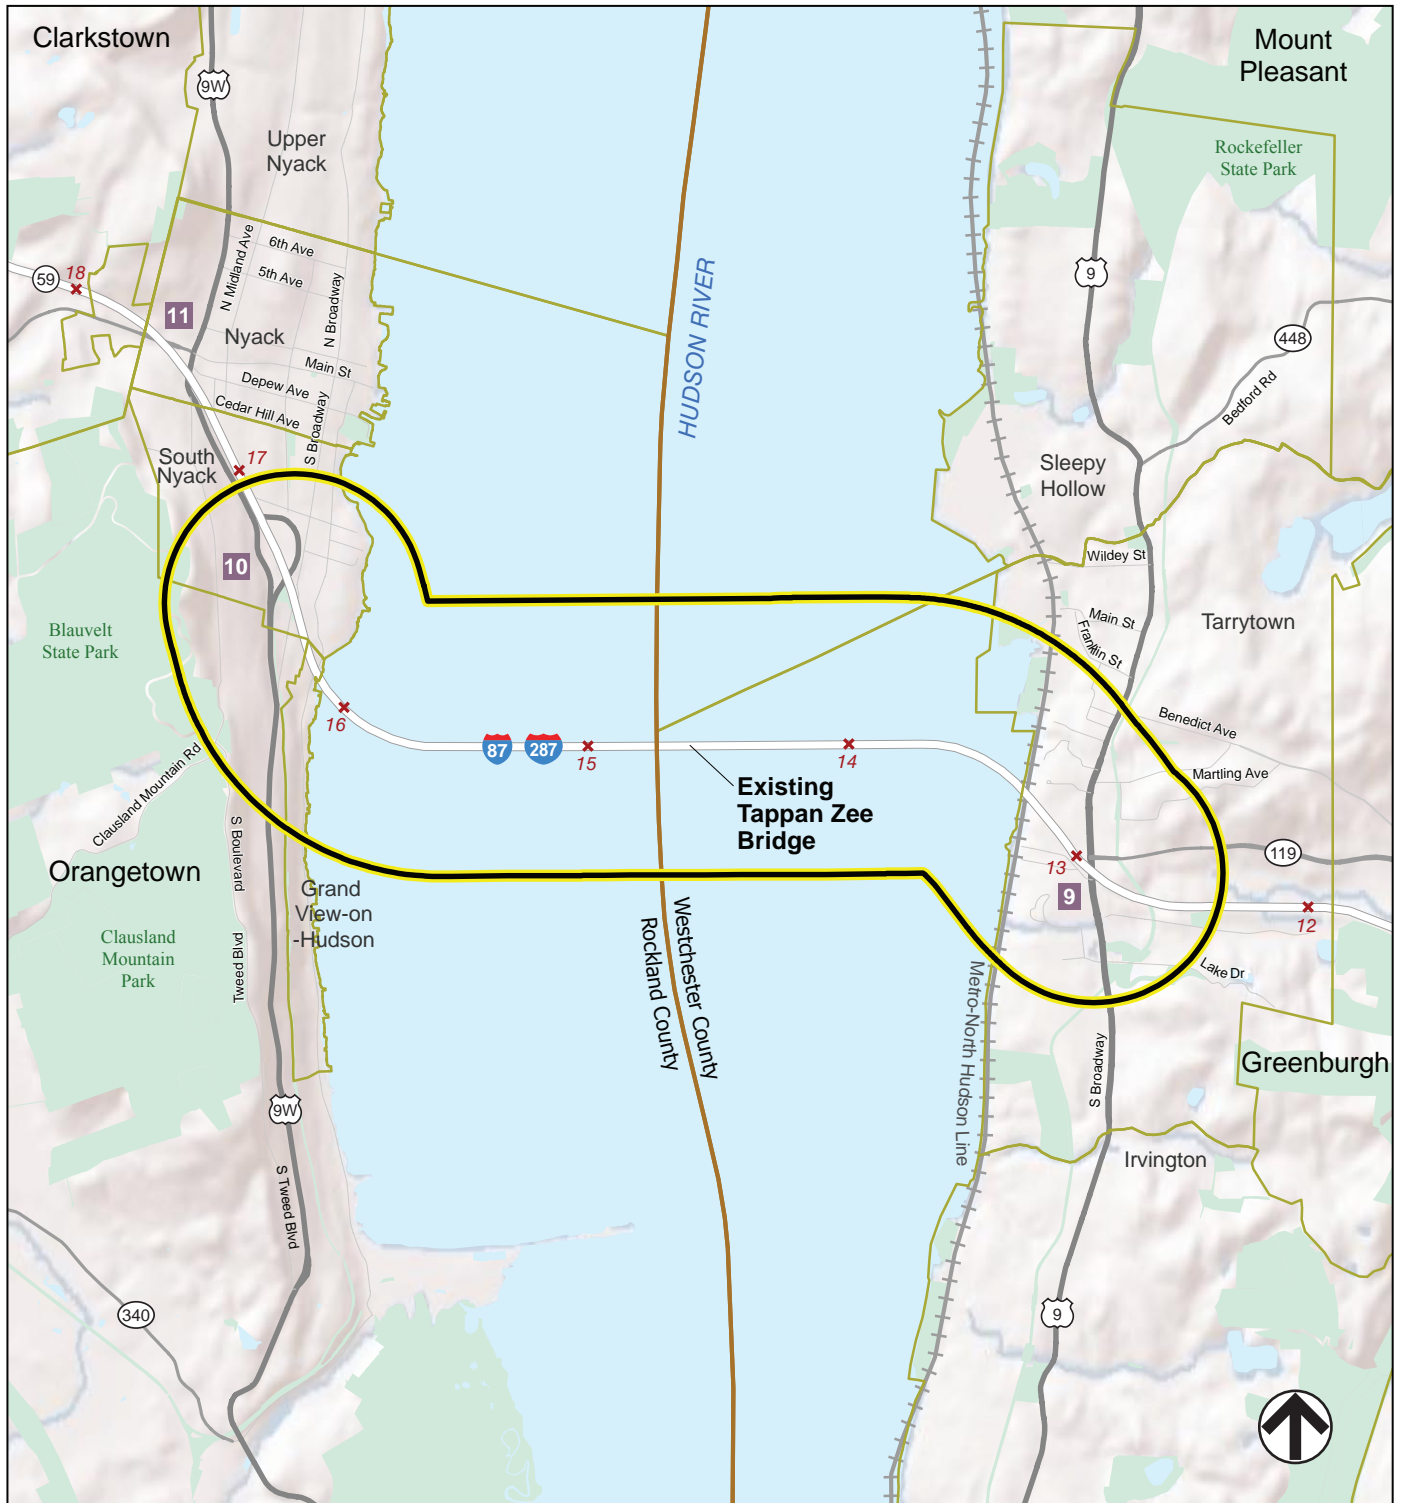 Clarkstown
Mount
Pleasant
9W
Upper
Nyack
Rockefeller
State Park
6th Ave
5th Ave
N Midland Ave
N Broadway
59
18
11
9
HUDSON RIVER
Nyack
448
Main St
Depew Ave
Cedar Hill Ave
S Broadway
Bedford Rd
South
Nyack
17
Sleepy
Hollow
10
Wildey St
Main St
Franklin St
Tarrytown
Blauvelt
State Park
16
87
287
15
14
Benedict Ave
Martling Ave
Clausland Mountain Rd
Existing
Tappan Zee
Bridge
S Boulevard
119
13
9
12
Orangetown
Grand
View-on
-Hudson
Clausland
Mountain
Park
Tweed Blvd
Westchester County
Rockland County
Metro-North Hudson Line
Lake Dr
S Broadway
Greenburgh
9W
Irvington
S Tweed Blvd
340
9